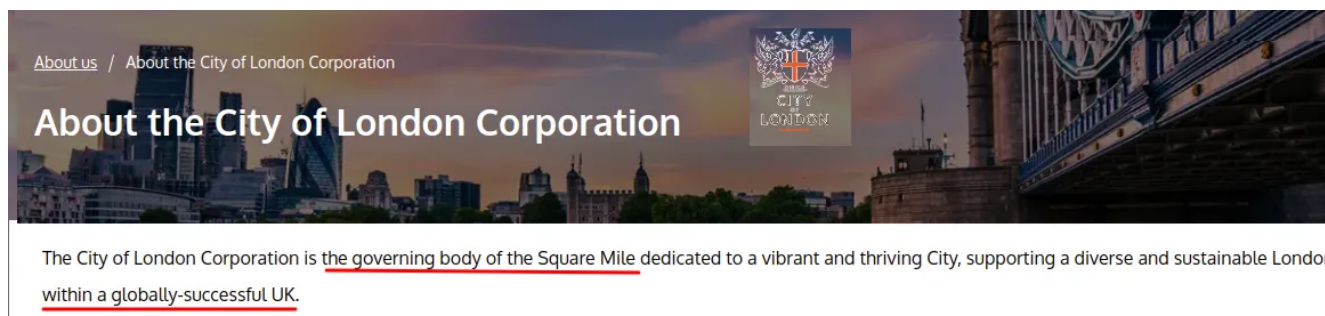 About us / About the City of London Corporation
About the City of London Corporation
CITY
OF
LONDON
The City of London Corporation is the governing body of the Square Mile dedicated to a vibrant and thriving City, supporting a diverse and sustainable London
within a globally-successful UK.